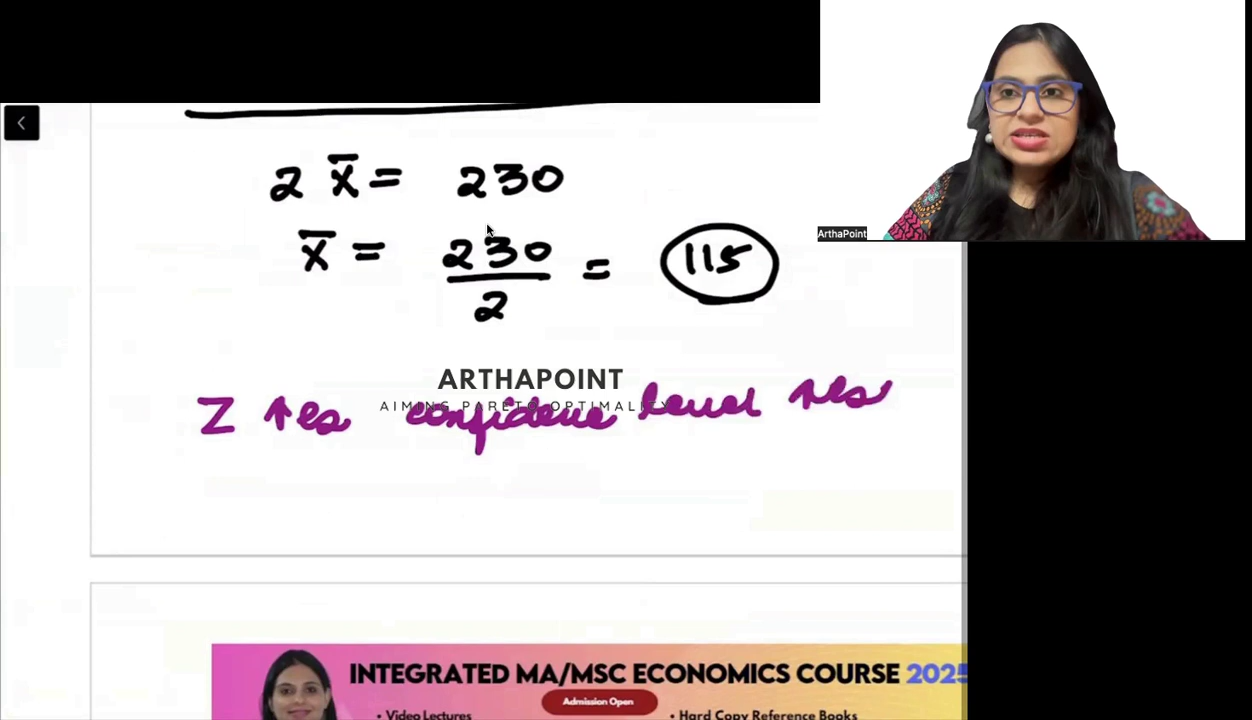 2 x̄ = 230
x̄ = 230/2 = 115
ArthaPoint
ARTHAPOINT
AIMING PARETO OPTIMALITY
Z ↑es confidence level ↑es
INTEGRATED MA/MSC ECONOMICS COURSE 2025
Admission Open
• Video Lectures
• Hard Copy Reference Books